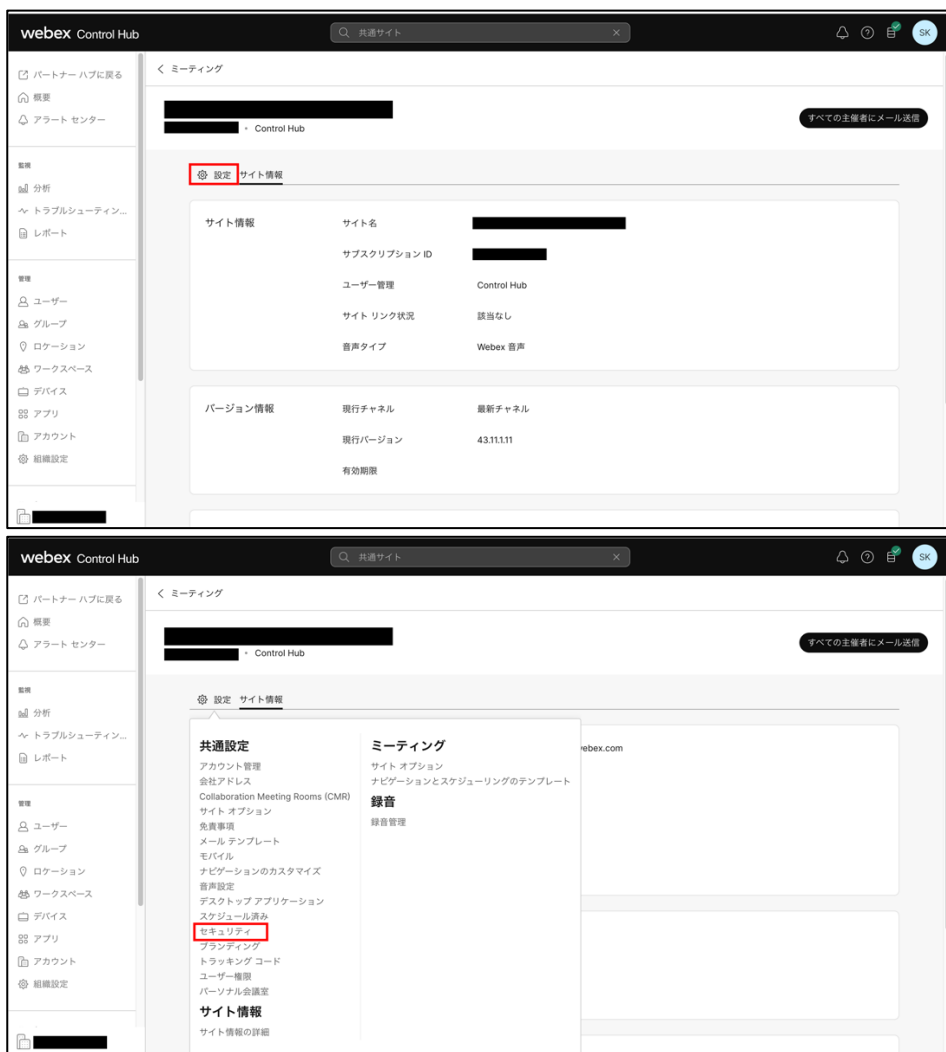 webex Control Hub
共通サイト
SK
パートナー ハブに戻る
概要
アラート センター
監視
分析
トラブルシューティン...
レポート
管理
ユーザー
グループ
ロケーション
ワークスペース
デバイス
アプリ
アカウント
組織設定
ミーティング
Control Hub
すべての主催者にメール送信
設定 サイト情報
サイト情報
サイト名
サブスクリプション ID
ユーザー管理 Control Hub
サイト リンク状況 該当なし
音声タイプ Webex 音声
バージョン情報
現行チャネル 最新チャネル
現行バージョン 43.11.1.11
有効期限
webex Control Hub
共通サイト
SK
パートナー ハブに戻る
概要
アラート センター
監視
分析
トラブルシューティン...
レポート
管理
ユーザー
グループ
ロケーション
ワークスペース
デバイス
アプリ
アカウント
組織設定
ミーティング
Control Hub
すべての主催者にメール送信
設定 サイト情報
共通設定
アカウント管理
会社アドレス
Collaboration Meeting Rooms (CMR)
サイト オプション
免責事項
メール テンプレート
モバイル
ナビゲーションのカスタマイズ
音声設定
デスクトップ アプリケーション
スケジュール済み
セキュリティ
ブランディング
トラッキング コード
ユーザー権限
パーソナル会議室
サイト情報
サイト情報の詳細
ミーティング
サイト オプション
ナビゲーションとスケジューリングのテンプレート
録音
録音管理
ebex.com